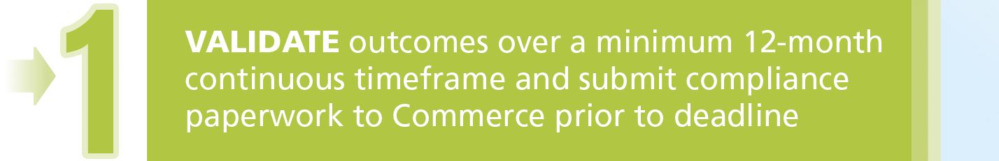 1
VALIDATE outcomes over a minimum 12-month
continuous timeframe and submit compliance
paperwork to Commerce prior to deadline